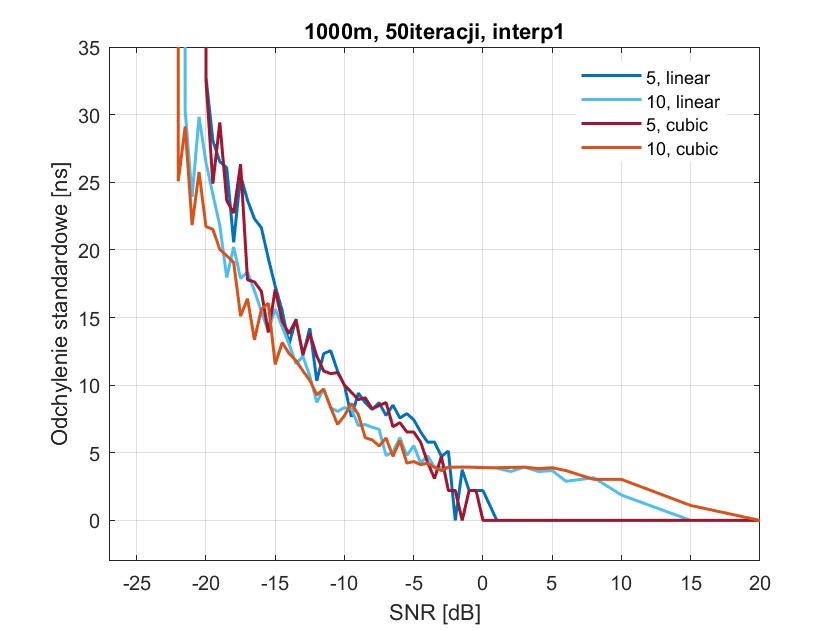 1000m, 50iteracji, interp1
35
30
25
20
15
10
5
0
Odchylenie standardowe [ns]
5, linear
10, linear
5, cubic
10, cubic
-25 -20 -15 -10 -5 0 5 10 15 20
SNR [dB]